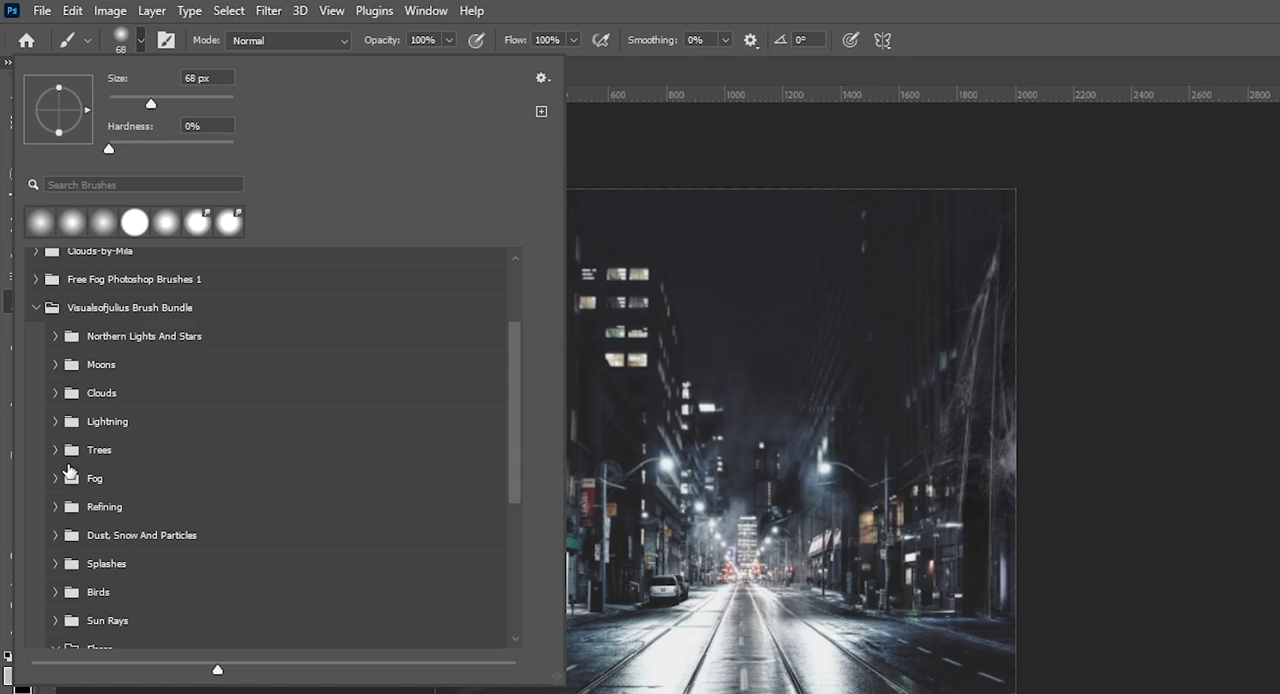 Ps File Edit Image Layer Type Select Filter 3D View Plugins Window Help
68 Mode: Normal Opacity: 100% Flow: 100% Smoothing: 0% 0°
Size: 68 px
600 800 1000 1200 1400 1600 1800 2000 2200 2400 2600 2800
Hardness: 0%
Search Brushes
Clouds-by-Mila
Free Fog Photoshop Brushes 1
Visualsofjulius Brush Bundle
Northern Lights And Stars
Moons
Clouds
Lightning
Trees
Fog
Refining
Dust, Snow And Particles
Splashes
Birds
Sun Rays